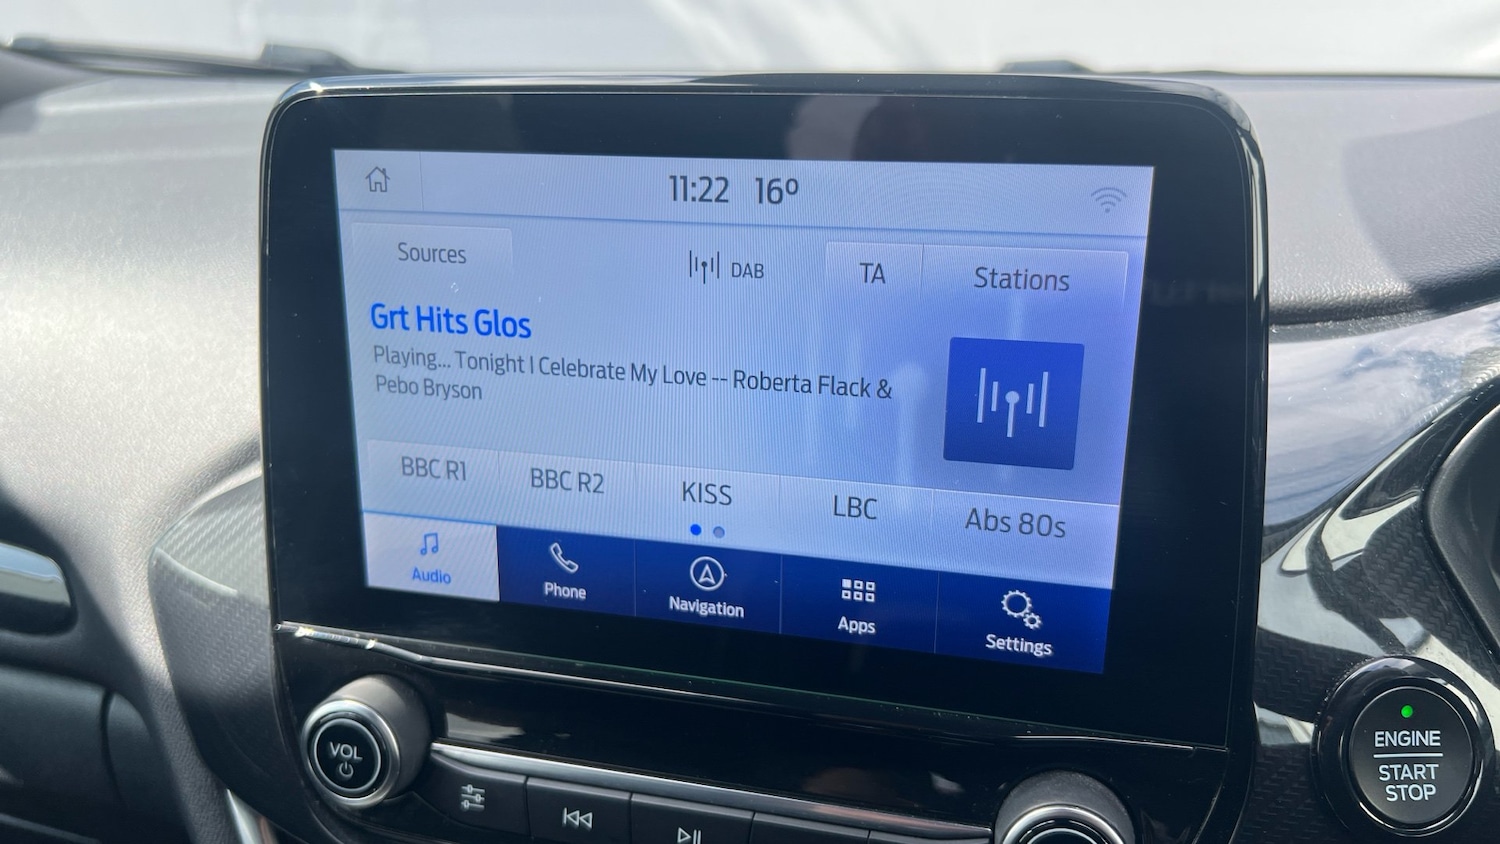 11:22 16º
Sources
DAB
TA
Stations
Grt Hits Glos
Playing... Tonight I Celebrate My Love -- Roberta Flack &
Pebo Bryson
BBC R1
BBC R2
KISS
LBC
Abs 80s
Audio
Phone
Navigation
Apps
Settings
VOL
ENGINE
START
STOP